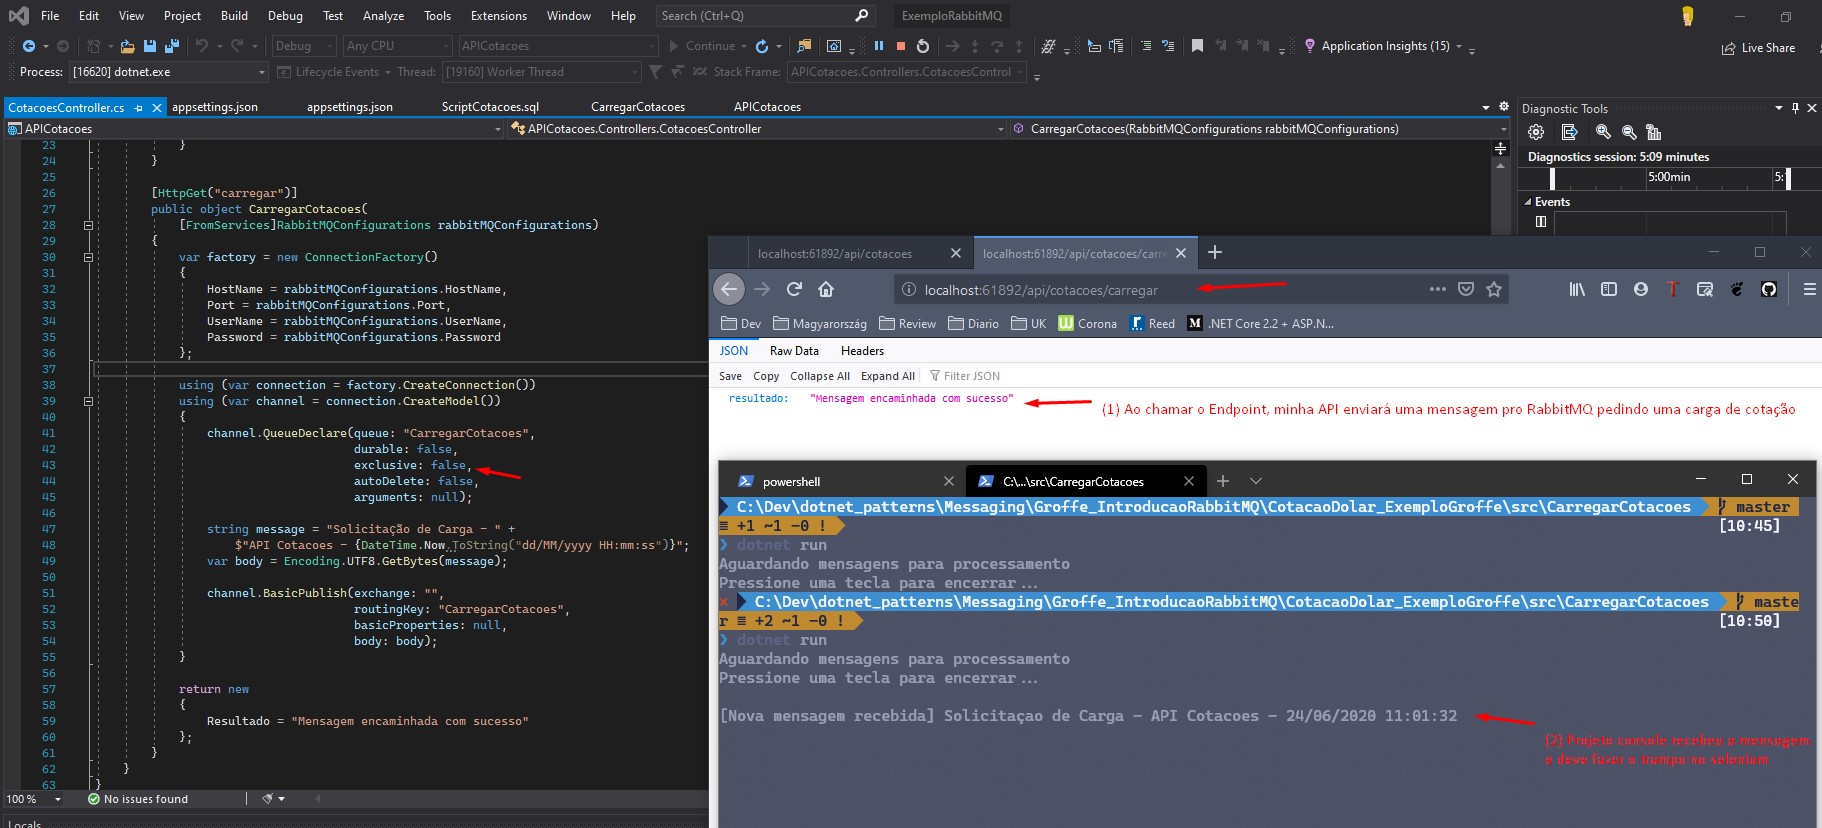 File Edit View Project Build Debug Test Analyze Tools Extensions Window Help Search (Ctrl+Q) ExemploRabbitMQ
Debug Any CPU APICotacoes Continue Application Insights (15) Live Share
Process: [16620] dotnet.exe Lifecycle Events Thread: [19160] Worker Thread Stack Frame: APICotacoes.Controllers.CotacoesControl
CotacoesController.cs appsettings.json appsettings.json ScriptCotacoes.sql CarregarCotacoes APICotacoes
APICotacoes APICotacoes.Controllers.CotacoesController CarregarCotacoes(RabbitMQConfigurations rabbitMQConfigurations)
23 }
24 }
25
26 [HttpGet("carregar")]
27 public object CarregarCotacoes(
28 [FromServices]RabbitMQConfigurations rabbitMQConfigurations)
29 {
30 var factory = new ConnectionFactory()
31 {
32 HostName = rabbitMQConfigurations.HostName,
33 Port = rabbitMQConfigurations.Port,
34 UserName = rabbitMQConfigurations.UserName,
35 Password = rabbitMQConfigurations.Password
36 };
37
38 using (var connection = factory.CreateConnection())
39 using (var channel = connection.CreateModel())
40 {
41 channel.QueueDeclare(queue: "CarregarCotacoes",
42 durable: false,
43 exclusive: false,
44 autoDelete: false,
45 arguments: null);
46
47 string message = "Solicitação de Carga - " +
48 $"API Cotacoes - {DateTime.Now.ToString("dd/MM/yyyy HH:mm:ss")}";
49 var body = Encoding.UTF8.GetBytes(message);
50
51 channel.BasicPublish(exchange: "",
52 routingKey: "CarregarCotacoes",
53 basicProperties: null,
54 body: body);
55 }
56
57 return new
58 {
59 Resultado = "Mensagem encaminhada com sucesso"
60 };
61 }
62 }
63 }
100 % No issues found
Locals
Diagnostic Tools
Diagnostics session: 5:09 minutes
5:00min 5:
Events
localhost:61892/api/cotacoes localhost:61892/api/cotacoes/carre
localhost:61892/api/cotacoes/carregar
Dev Magyarország Review Diario UK Corona Reed .NET Core 2.2 + ASP.N...
JSON Raw Data Headers
Save Copy Collapse All Expand All Filter JSON
resultado: "Mensagem encaminhada com sucesso"
(1) Ao chamar o Endpoint, minha API enviará uma mensagem pro RabbitMQ pedindo uma carga de cotação
powershell C:\...\src\CarregarCotacoes
C:\Dev\dotnet_patterns\Messaging\Groffe_IntroducaoRabbitMQ\CotacaoDolar_ExemploGroffe\src\CarregarCotacoes master
≡ +1 ~1 -0 ! [10:45]
❯ dotnet run
Aguardando mensagens para processamento
Pressione uma tecla para encerrar...
× C:\Dev\dotnet_patterns\Messaging\Groffe_IntroducaoRabbitMQ\CotacaoDolar_ExemploGroffe\src\CarregarCotacoes maste
r ≡ +2 ~1 -0 ! [10:50]
❯ dotnet run
Aguardando mensagens para processamento
Pressione uma tecla para encerrar...
[Nova mensagem recebida] Solicitaçao de Carga - API Cotacoes - 24/06/2020 11:01:32
(2) Projeto console recebeu a mensagem
e deve fazer o trampo no selenium